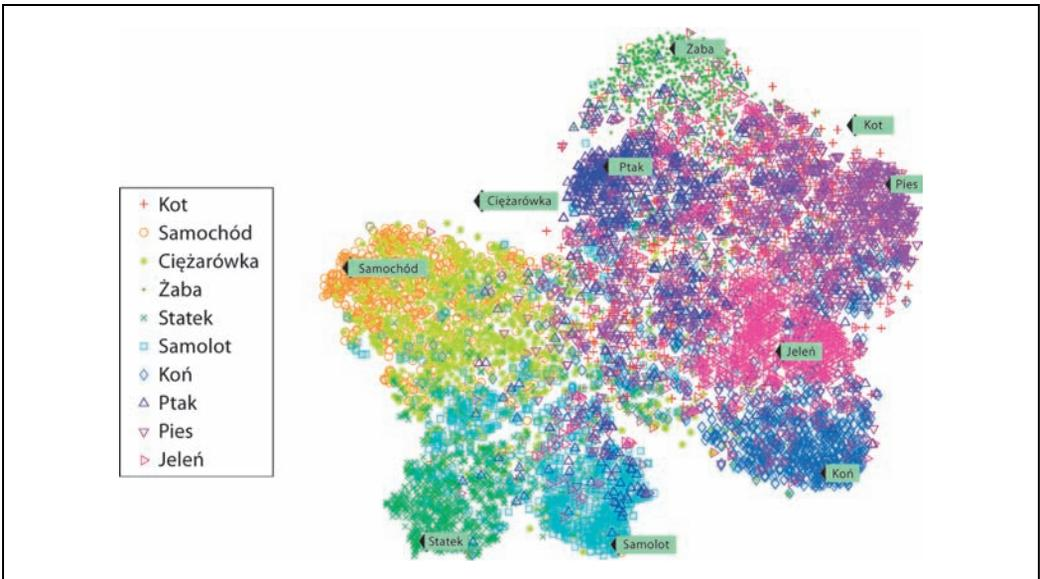 Żaba
Kot
Ptak
Pies
Ciężarówka
Samochód
Jeleń
Koń
Statek
Samolot
Kot
Samochód
Ciężarówka
Żaba
Statek
Samolot
Koń
Ptak
Pies
Jeleń